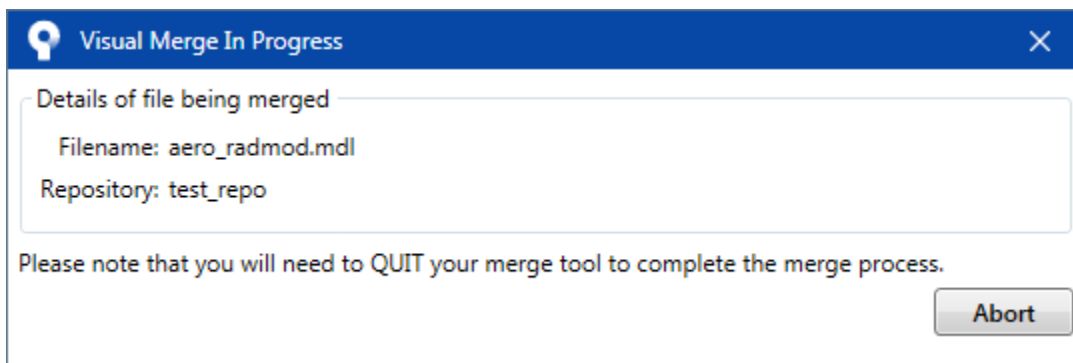 Visual Merge In Progress
Details of file being merged
Filename: aero_radmod.mdl
Repository: test_repo
Please note that you will need to QUIT your merge tool to complete the merge process.
Abort